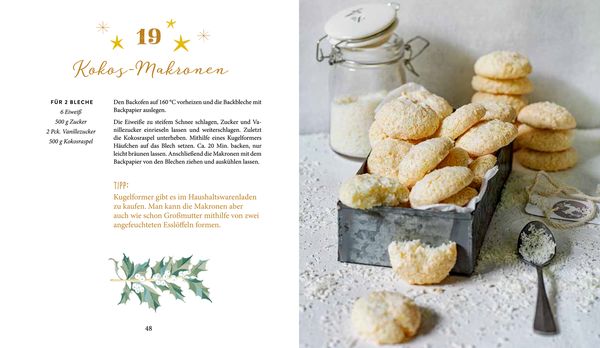 19
Kokos-Makronen
FÜR 2 BLECHE
6 Eiweiß
500 g Zucker
2 Pck. Vanillezucker
500 g Kokosraspel
Den Backofen auf 160 °C vorheizen und die Backbleche mit
Backpapier auslegen.
Die Eiweiße zu steifem Schnee schlagen, Zucker und Va-
nillezucker einrieseln lassen und weiterschlagen. Zuletzt
die Kokosraspel unterheben. Mithilfe eines Kugelformers
Häufchen auf das Blech setzen. Ca. 20 Min. backen, nur
leicht bräunen lassen. Anschließend die Makronen mit dem
Backpapier von den Blechen ziehen und auskühlen lassen.
TIPP:
Kugelformer gibt es im Haushaltswarenladen
zu kaufen. Man kann die Makronen aber
auch wie schon Großmutter mithilfe von zwei
angefeuchteten Esslöffeln formen.
48